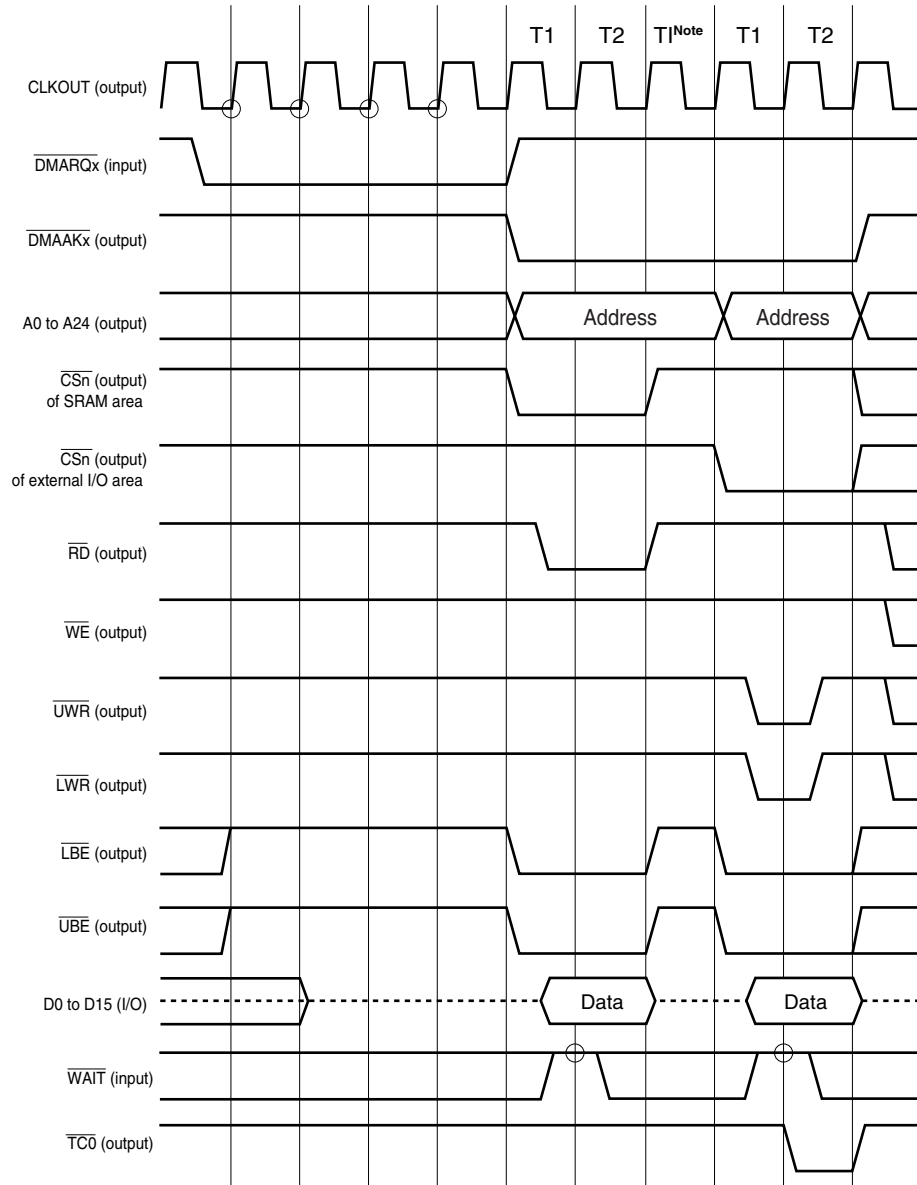 T1 T2 TINote T1 T2
CLKOUT (output)
DMARQx (input)
DMAAKx (output)
A0 to A24 (output) Address Address
CSn (output)
of SRAM area
CSn (output)
of external I/O area
RD (output)
WE (output)
UWR (output)
LWR (output)
LBE (output)
UBE (output)
D0 to D15 (I/O) Data Data
WAIT (input)
TC0 (output)